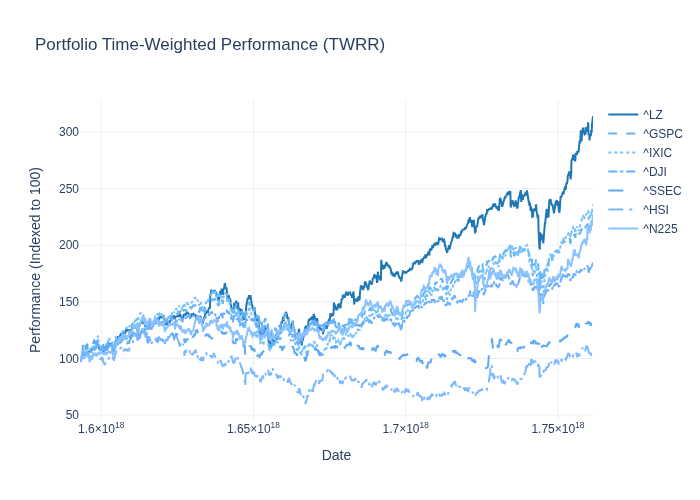 Portfolio Time-Weighted Performance (TWRR)
300
250
200
150
100
50
Performance (Indexed to 100)
1.6×10¹⁸
1.65×10¹⁸
1.7×10¹⁸
1.75×10¹⁸
Date
^LZ
^GSPC
^IXIC
^DJI
^SSEC
^HSI
^N225